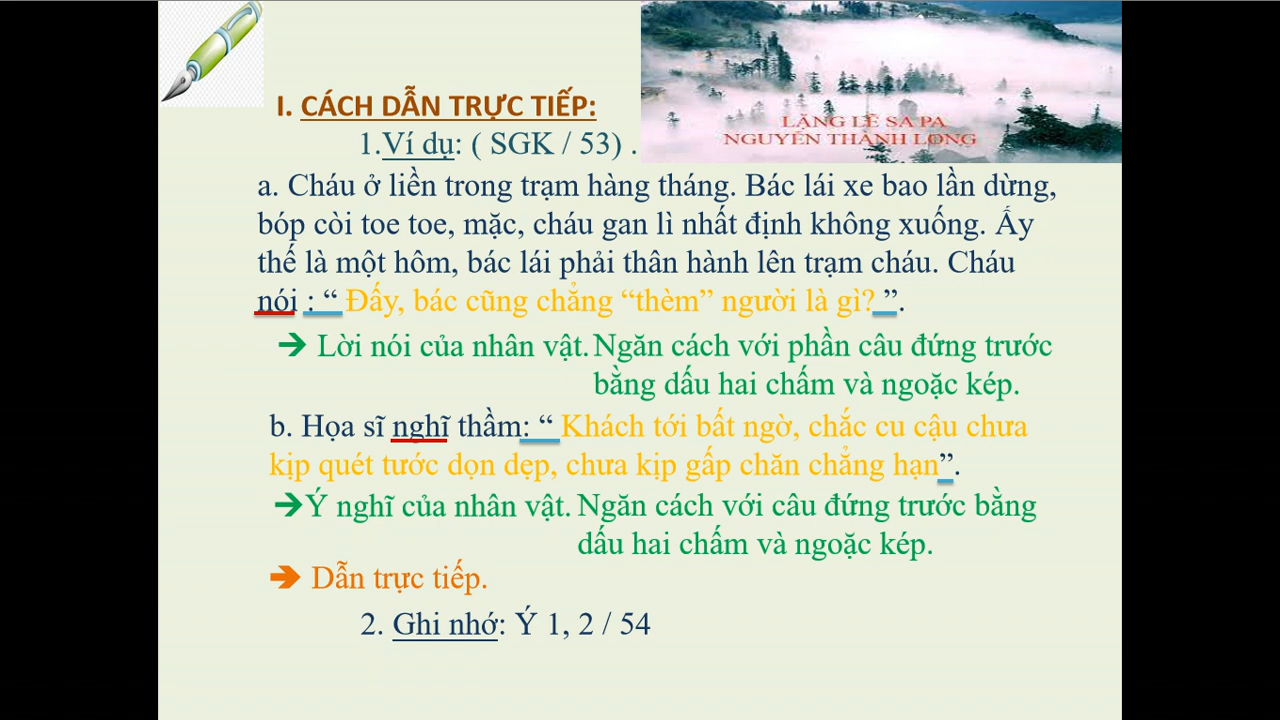 LẶNG LẼ SA PA
NGUYỄN THÀNH LONG
I. CÁCH DẪN TRỰC TIẾP:
1.Ví dụ: ( SGK / 53) .
a. Cháu ở liền trong trạm hàng tháng. Bác lái xe bao lần dừng,
bóp còi toe toe, mặc, cháu gan lì nhất định không xuống. Ấy
thế là một hôm, bác lái phải thân hành lên trạm cháu. Cháu
nói : “ Đấy, bác cũng chẳng “thèm” người là gì? ”.
➔ Lời nói của nhân vật. Ngăn cách với phần câu đứng trước
bằng dấu hai chấm và ngoặc kép.
b. Họa sĩ nghĩ thầm: “ Khách tới bất ngờ, chắc cu cậu chưa
kịp quét tước dọn dẹp, chưa kịp gấp chăn chẳng hạn”.
➔Ý nghĩ của nhân vật. Ngăn cách với câu đứng trước bằng
dấu hai chấm và ngoặc kép.
➔ Dẫn trực tiếp.
2. Ghi nhớ: Ý 1, 2 / 54